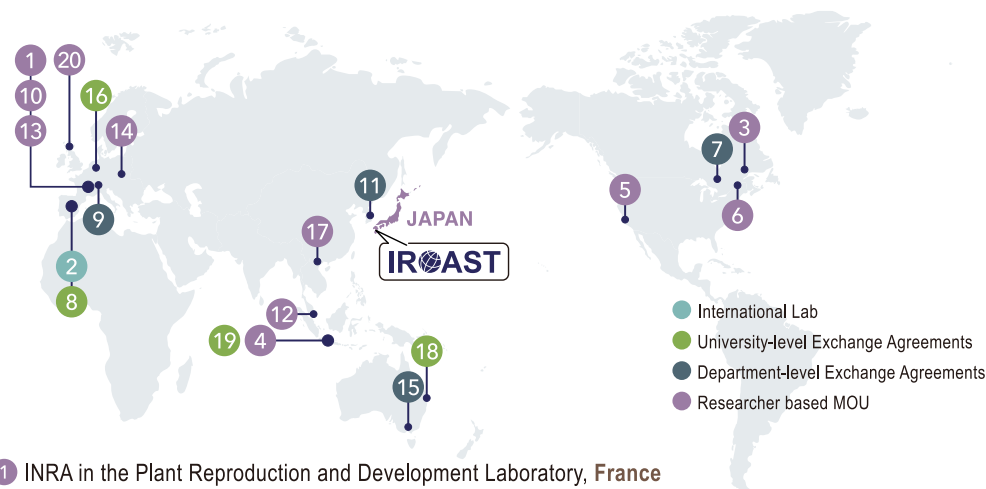 1 20
10 16
13 14
3
7
11
5
JAPAN
6
17
9
IROAST
2
8
12
19 4
18
15
International Lab
University-level Exchange Agreements
Department-level Exchange Agreements
Researcher based MOU
1 INRA in the Plant Reproduction and Development Laboratory, France